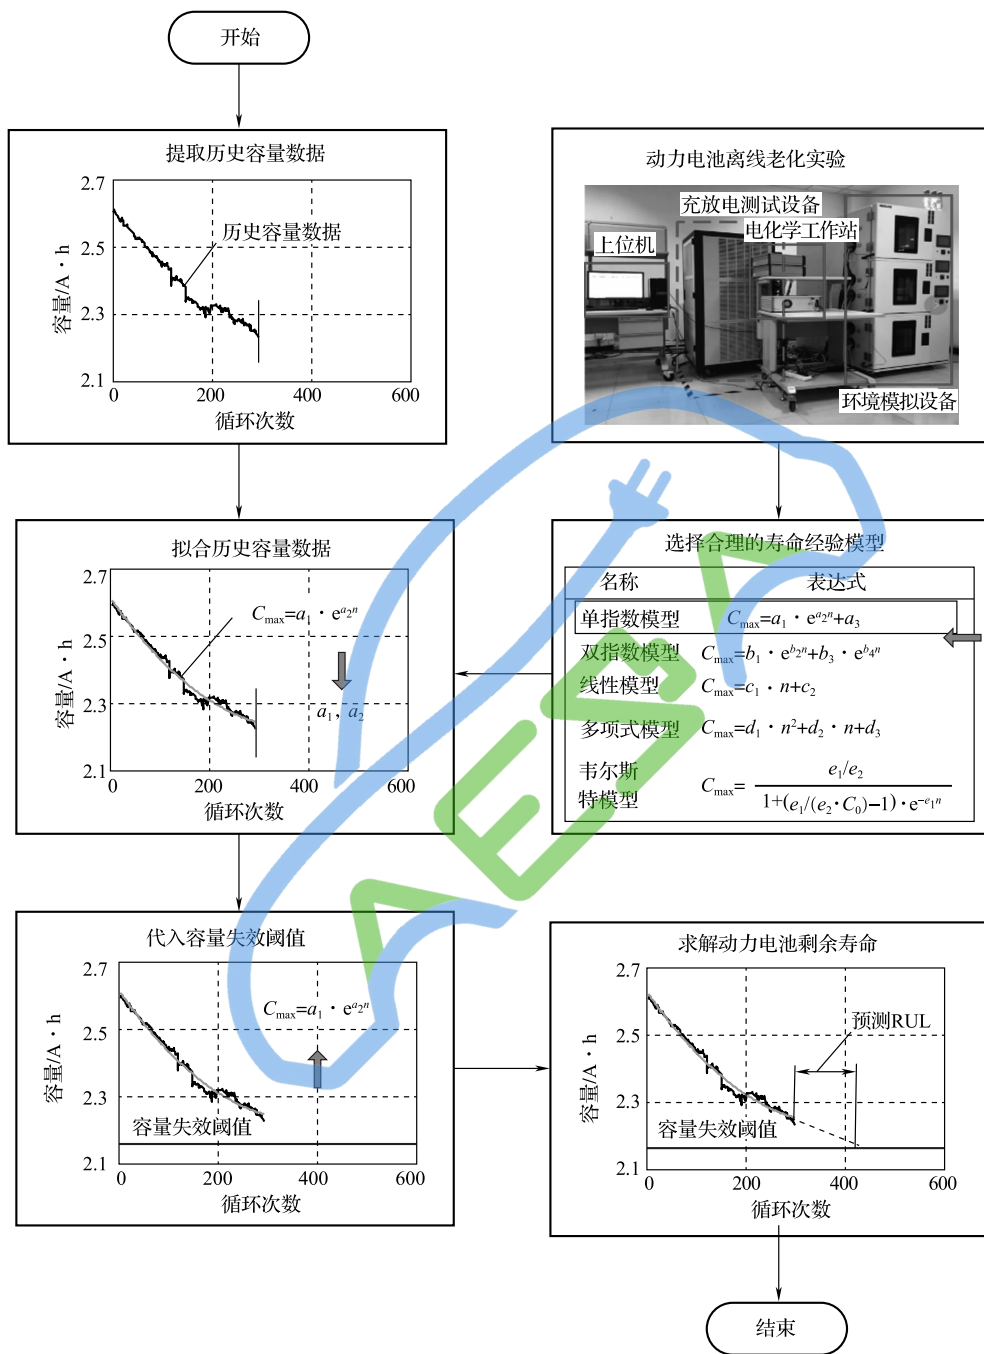 开始
提取历史容量数据
2.7
2.5
2.3
2.1
容量/A·h
历史容量数据
0 200 400 600
循环次数
动力电池离线老化实验
充放电测试设备
电化学工作站
上位机
环境模拟设备
拟合历史容量数据
2.7
2.5
2.3
2.1
容量/A·h
Cmax=a1·e^(a2n)
a1, a2
0 200 400 600
循环次数
选择合理的寿命经验模型
名称 表达式
单指数模型 Cmax=a1·e^(a2n)+a3
双指数模型 Cmax=b1·e^(b2n)+b3·e^(b4n)
线性模型 Cmax=c1·n+c2
多项式模型 Cmax=d1·n²+d2·n+d3
韦尔斯
特模型
Cmax= e1/e2
1+(e1/(e2·C0)−1)·e^(−e1n)
代入容量失效阈值
2.7
2.5
2.3
2.1
容量/A·h
Cmax=a1·e^(a2n)
容量失效阈值
0 200 400 600
循环次数
求解动力电池剩余寿命
2.7
2.5
2.3
2.1
容量/A·h
预测RUL
容量失效阈值
0 200 400 600
循环次数
结束
AES